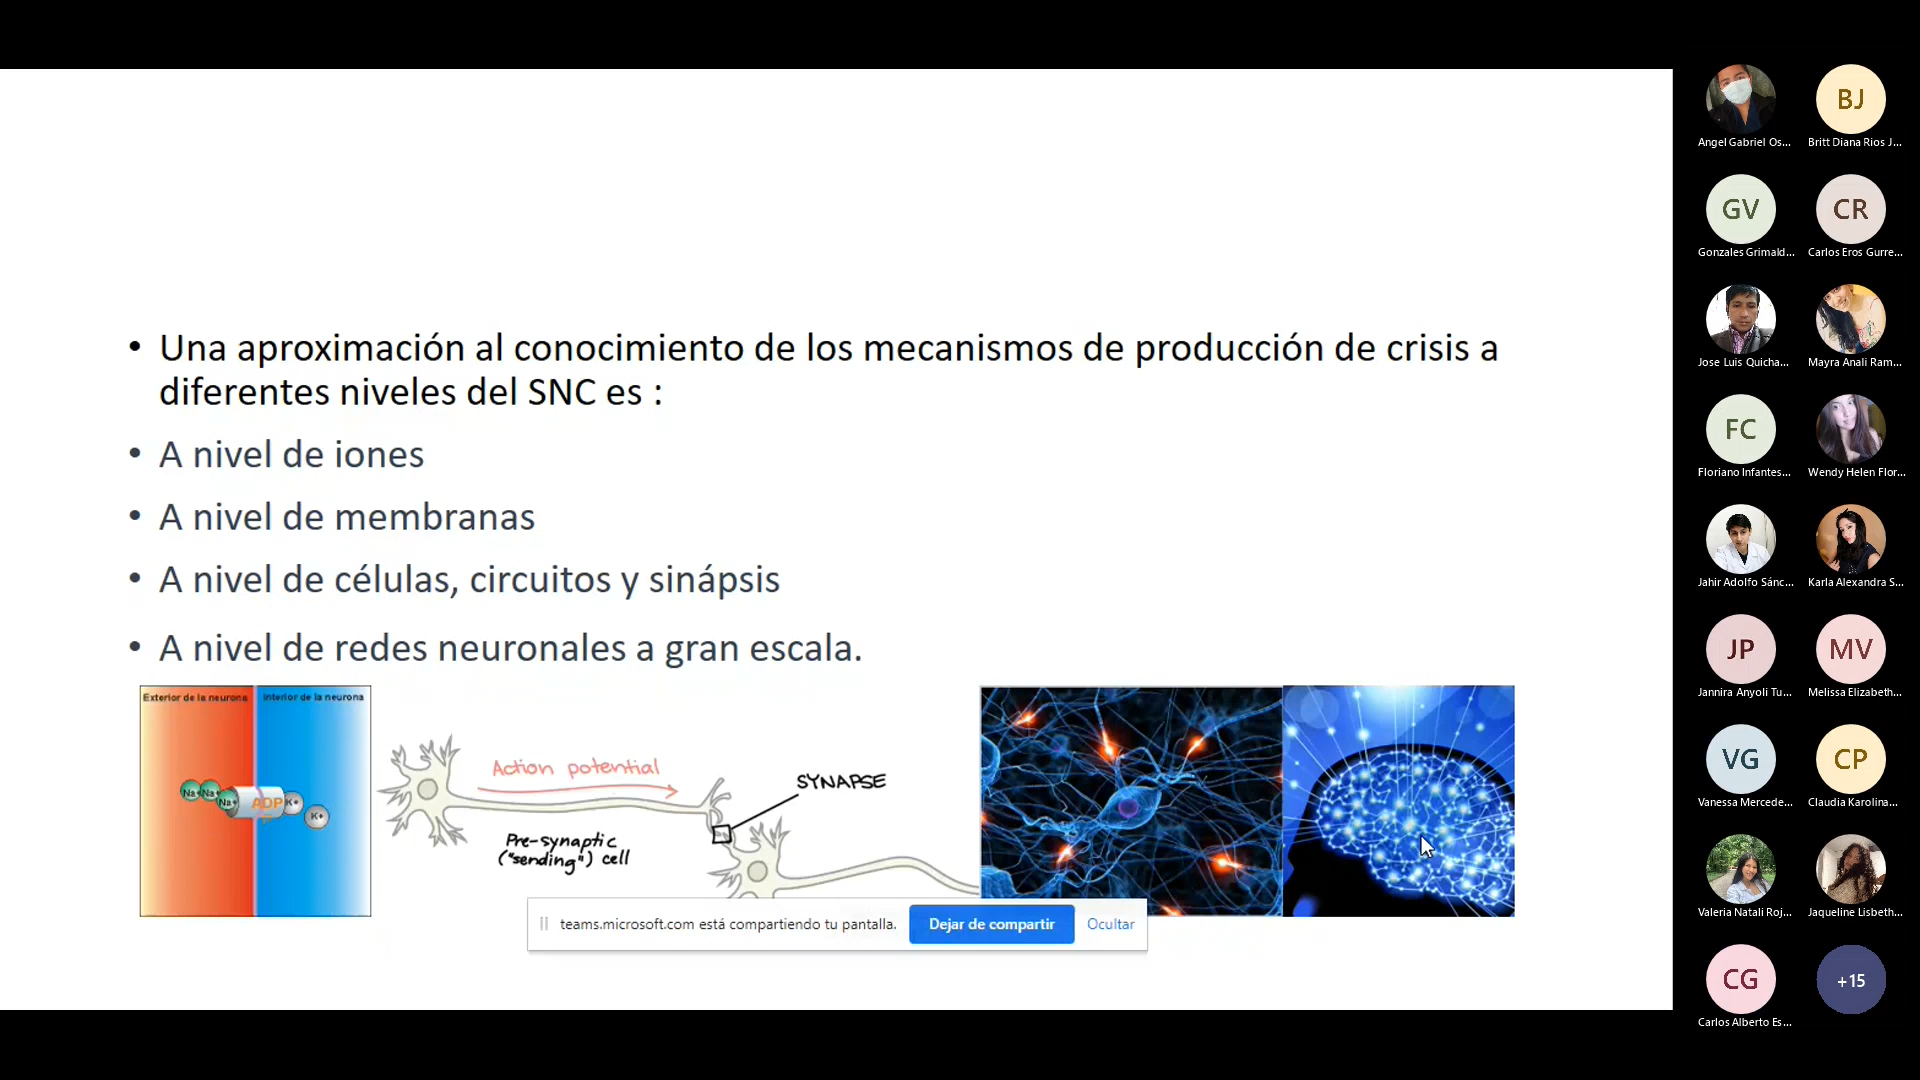 • Una aproximación al conocimiento de los mecanismos de producción de crisis a
diferentes niveles del SNC es :
• A nivel de iones
• A nivel de membranas
• A nivel de células, circuitos y sinápsis
• A nivel de redes neuronales a gran escala.
Exterior de la neurona
Interior de la neurona
Na+
Na+
Na+
ADP
K+
K+
Action potential
SYNAPSE
Pre-synaptic
("sending") cell
teams.microsoft.com está compartiendo tu pantalla.
Dejar de compartir
Ocultar
BJ
Angel Gabriel Os...
Britt Diana Rios J...
GV
CR
Gonzales Grimald...
Carlos Eros Gurre...
Jose Luis Quicha...
Mayra Anali Ram...
FC
Floriano Infantes...
Wendy Helen Flor...
Jahir Adolfo Sánc...
Karla Alexandra S...
JP
MV
Jannira Anyoli Tu...
Melissa Elizabeth...
VG
CP
Vanessa Mercede...
Claudia Karolina...
Valeria Natali Roj...
Jaqueline Lisbeth...
CG
+15
Carlos Alberto Es...